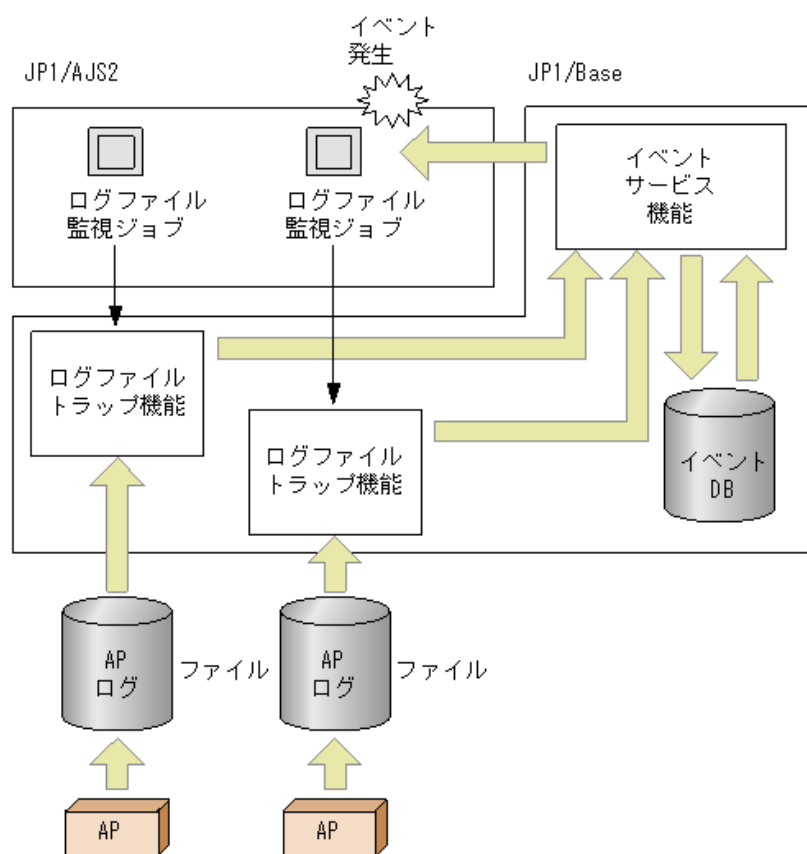 イベント
発生
JP1/AJS2
JP1/Base
ログファイル
監視ジョブ
ログファイル
監視ジョブ
イベント
サービス
機能
ログファイル
トラップ機能
ログファイル
トラップ機能
イベント
DB
AP
ログ
ファイル
AP
ログ
ファイル
AP
AP